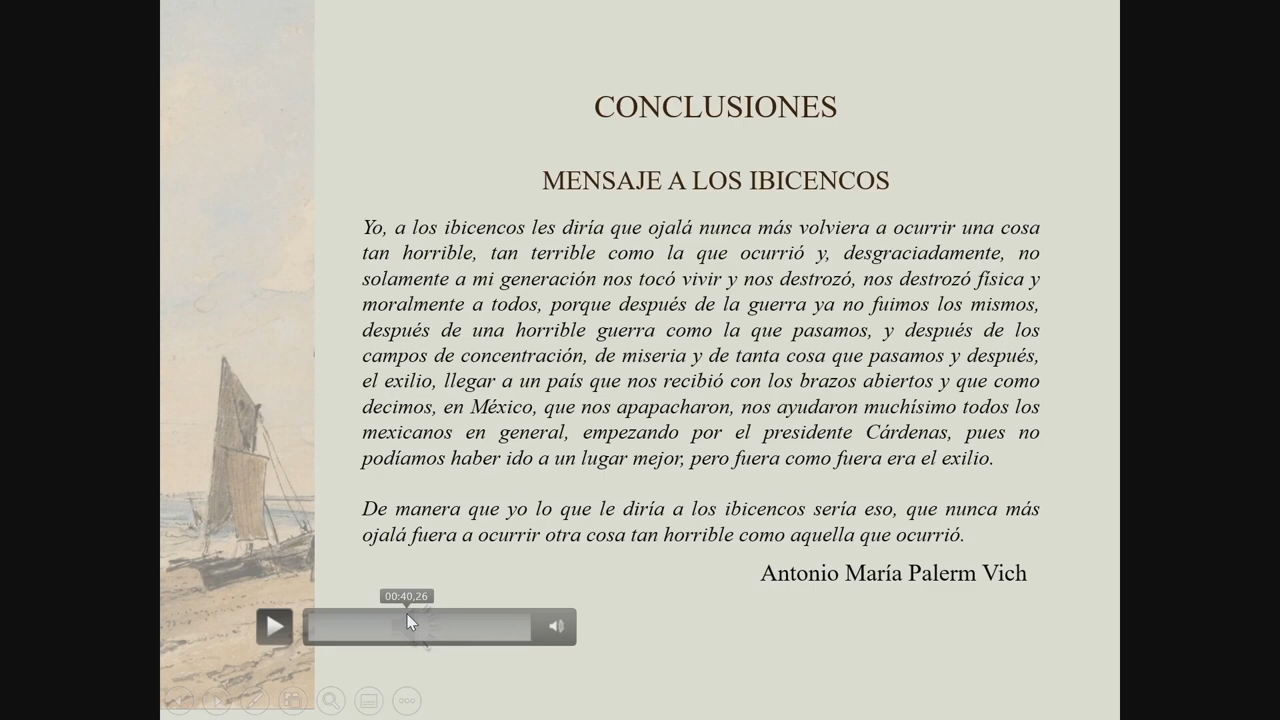 CONCLUSIONES
MENSAJE A LOS IBICENCOS
Yo, a los ibicencos les diría que ojalá nunca más volviera a ocurrir una cosa
tan horrible, tan terrible como la que ocurrió y, desgraciadamente, no
solamente a mi generación nos tocó vivir y nos destrozó, nos destrozó física y
moralmente a todos, porque después de la guerra ya no fuimos los mismos,
después de una horrible guerra como la que pasamos, y después de los
campos de concentración, de miseria y de tanta cosa que pasamos y después,
el exilio, llegar a un país que nos recibió con los brazos abiertos y que como
decimos, en México, que nos apapacharon, nos ayudaron muchísimo todos los
mexicanos en general, empezando por el presidente Cárdenas, pues no
podíamos haber ido a un lugar mejor, pero fuera como fuera era el exilio.
De manera que yo lo que le diría a los ibicencos sería eso, que nunca más
ojalá fuera a ocurrir otra cosa tan horrible como aquella que ocurrió.
Antonio María Palerm Vich
00:40,26